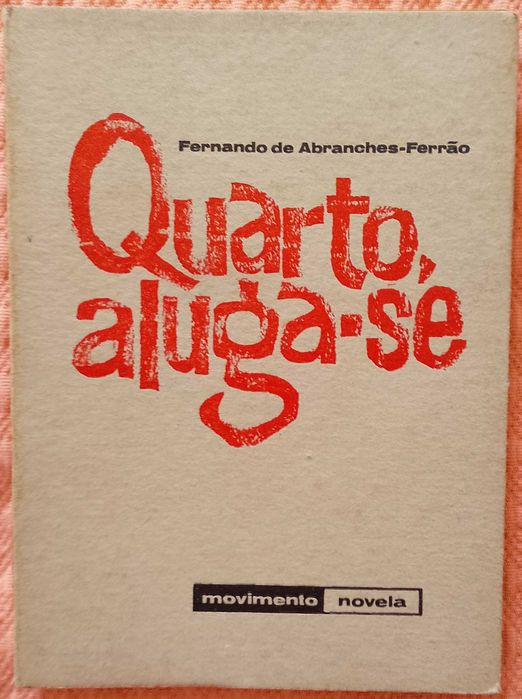 Fernando de Abranches-Ferrão
Quarto,
aluga-se
movimento novela